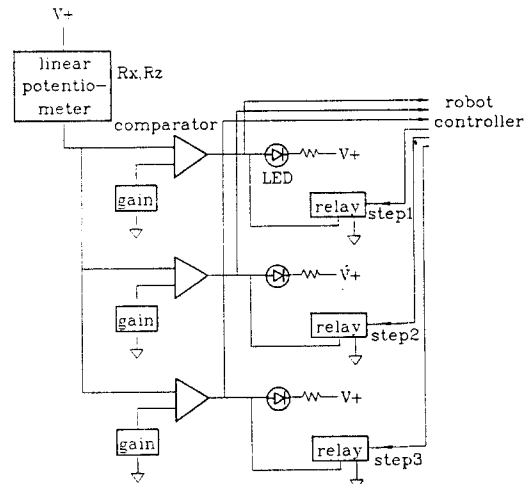 V+
linear
potentio-
meter
Rx,Rz
comparator
robot
controller
V+
LED
gain
relay
step1
V+
gain
relay
step2
V+
gain
relay
step3